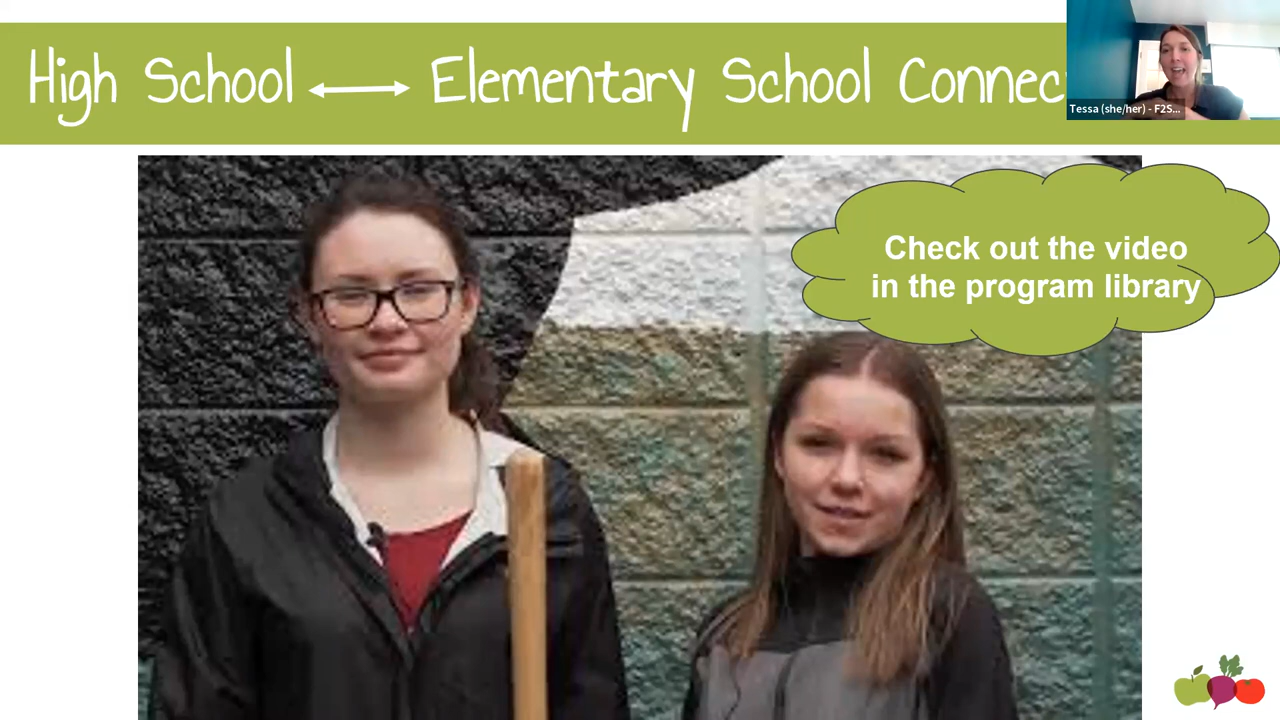 High School Elementary School Connec
Tessa (she/her) - F2S...
Check out the video
in the program library